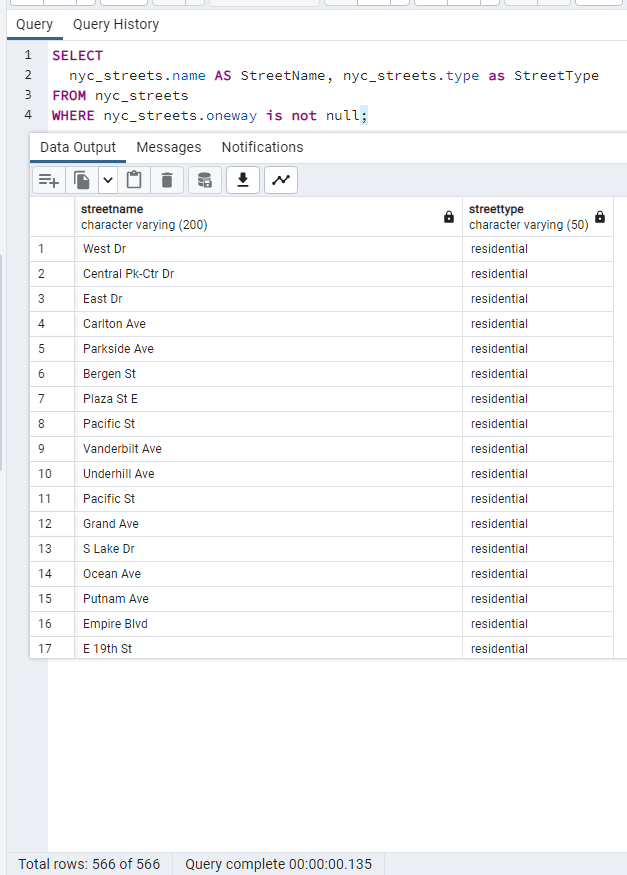 Query Query History
1 SELECT
2 nyc_streets.name AS StreetName, nyc_streets.type as StreetType
3 FROM nyc_streets
4 WHERE nyc_streets.oneway is not null;
Data Output Messages Notifications
streetname streettype
character varying (200) character varying (50)
1 West Dr residential
2 Central Pk-Ctr Dr residential
3 East Dr residential
4 Carlton Ave residential
5 Parkside Ave residential
6 Bergen St residential
7 Plaza St E residential
8 Pacific St residential
9 Vanderbilt Ave residential
10 Underhill Ave residential
11 Pacific St residential
12 Grand Ave residential
13 S Lake Dr residential
14 Ocean Ave residential
15 Putnam Ave residential
16 Empire Blvd residential
17 E 19th St residential
Total rows: 566 of 566 Query complete 00:00:00.135